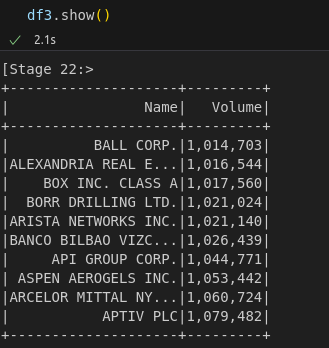 df3.show()
✓ 2.1s
[Stage 22:>
+--------------------+---------+
|                Name|   Volume|
+--------------------+---------+
|          BALL CORP.|1,014,703|
|ALEXANDRIA REAL E...|1,016,544|
|    BOX INC. CLASS A|1,017,560|
|  BORR DRILLING LTD.|1,021,024|
|ARISTA NETWORKS INC.|1,021,140|
|BANCO BILBAO VIZC...|1,026,439|
|     API GROUP CORP.|1,044,771|
| ASPEN AEROGELS INC.|1,053,442|
|ARCELOR MITTAL NY...|1,060,724|
|           APTIV PLC|1,079,482|
+--------------------+---------+